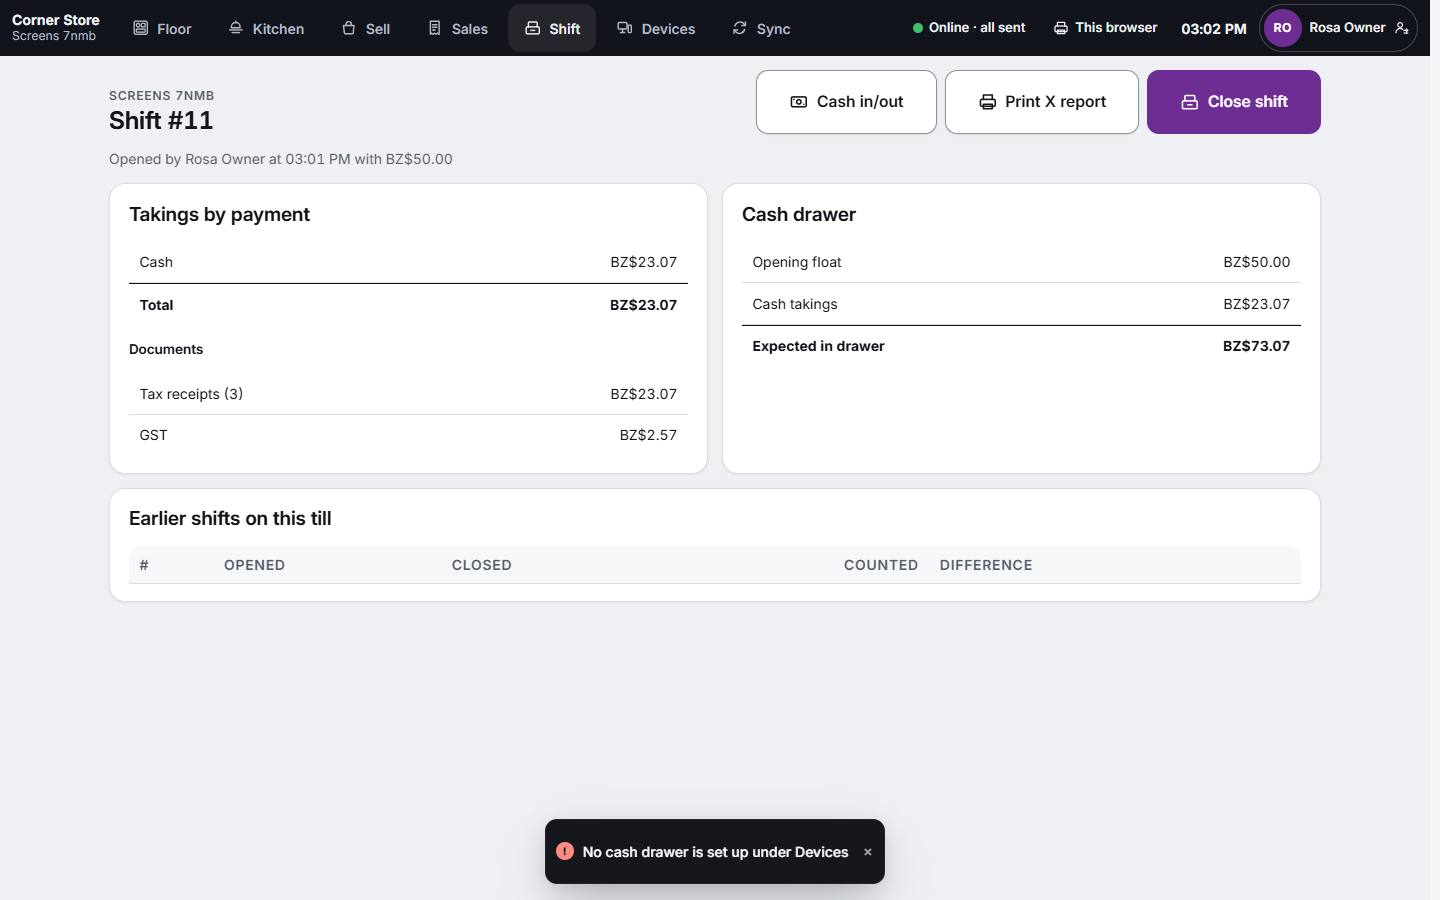 Corner Store
Screens 7nmb
Floor
Kitchen
Sell
Sales
Shift
Devices
Sync
Online · all sent
This browser
03:02 PM
RO
Rosa Owner
SCREENS 7NMB
Shift #11
Cash in/out
Print X report
Close shift
Opened by Rosa Owner at 03:01 PM with BZ$50.00
Takings by payment
Cash BZ$23.07
Total BZ$23.07
Documents
Tax receipts (3) BZ$23.07
GST BZ$2.57
Cash drawer
Opening float BZ$50.00
Cash takings BZ$23.07
Expected in drawer BZ$73.07
Earlier shifts on this till
# OPENED CLOSED COUNTED DIFFERENCE
! No cash drawer is set up under Devices ×